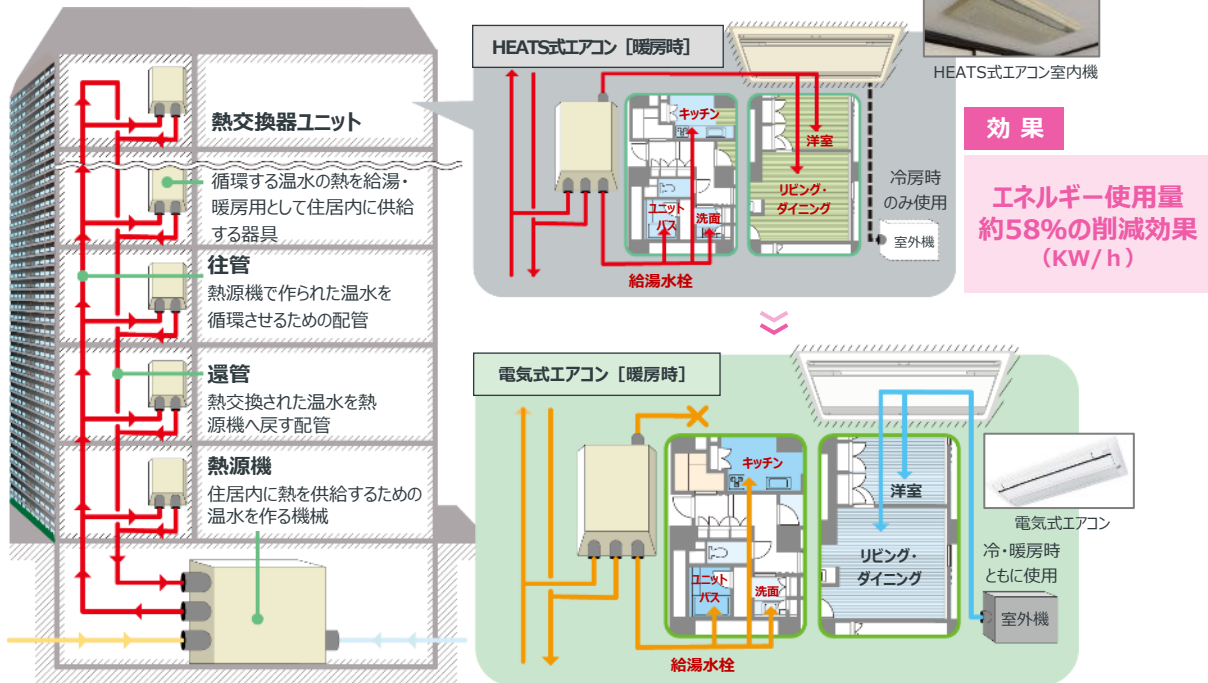 熱交換器ユニット
循環する温水の熱を給湯・
暖房用として住居内に供給
する器具
往管
熱源機で作られた温水を
循環させるための配管
還管
熱交換された温水を熱
源機へ戻す配管
熱源機
住居内に熱を供給するための
温水を作る機械
HEATS式エアコン［暖房時］
キッチン
洋室
リビング・
ダイニング
ユニット
バス
洗面
給湯水栓
冷房時
のみ使用
室外機
HEATS式エアコン室内機
効 果
エネルギー使用量
約58%の削減効果
（KW/ｈ）
電気式エアコン［暖房時］
キッチン
洋室
リビング・
ダイニング
ユニット
バス
洗面
給湯水栓
電気式エアコン
冷・暖房時
ともに使用
室外機